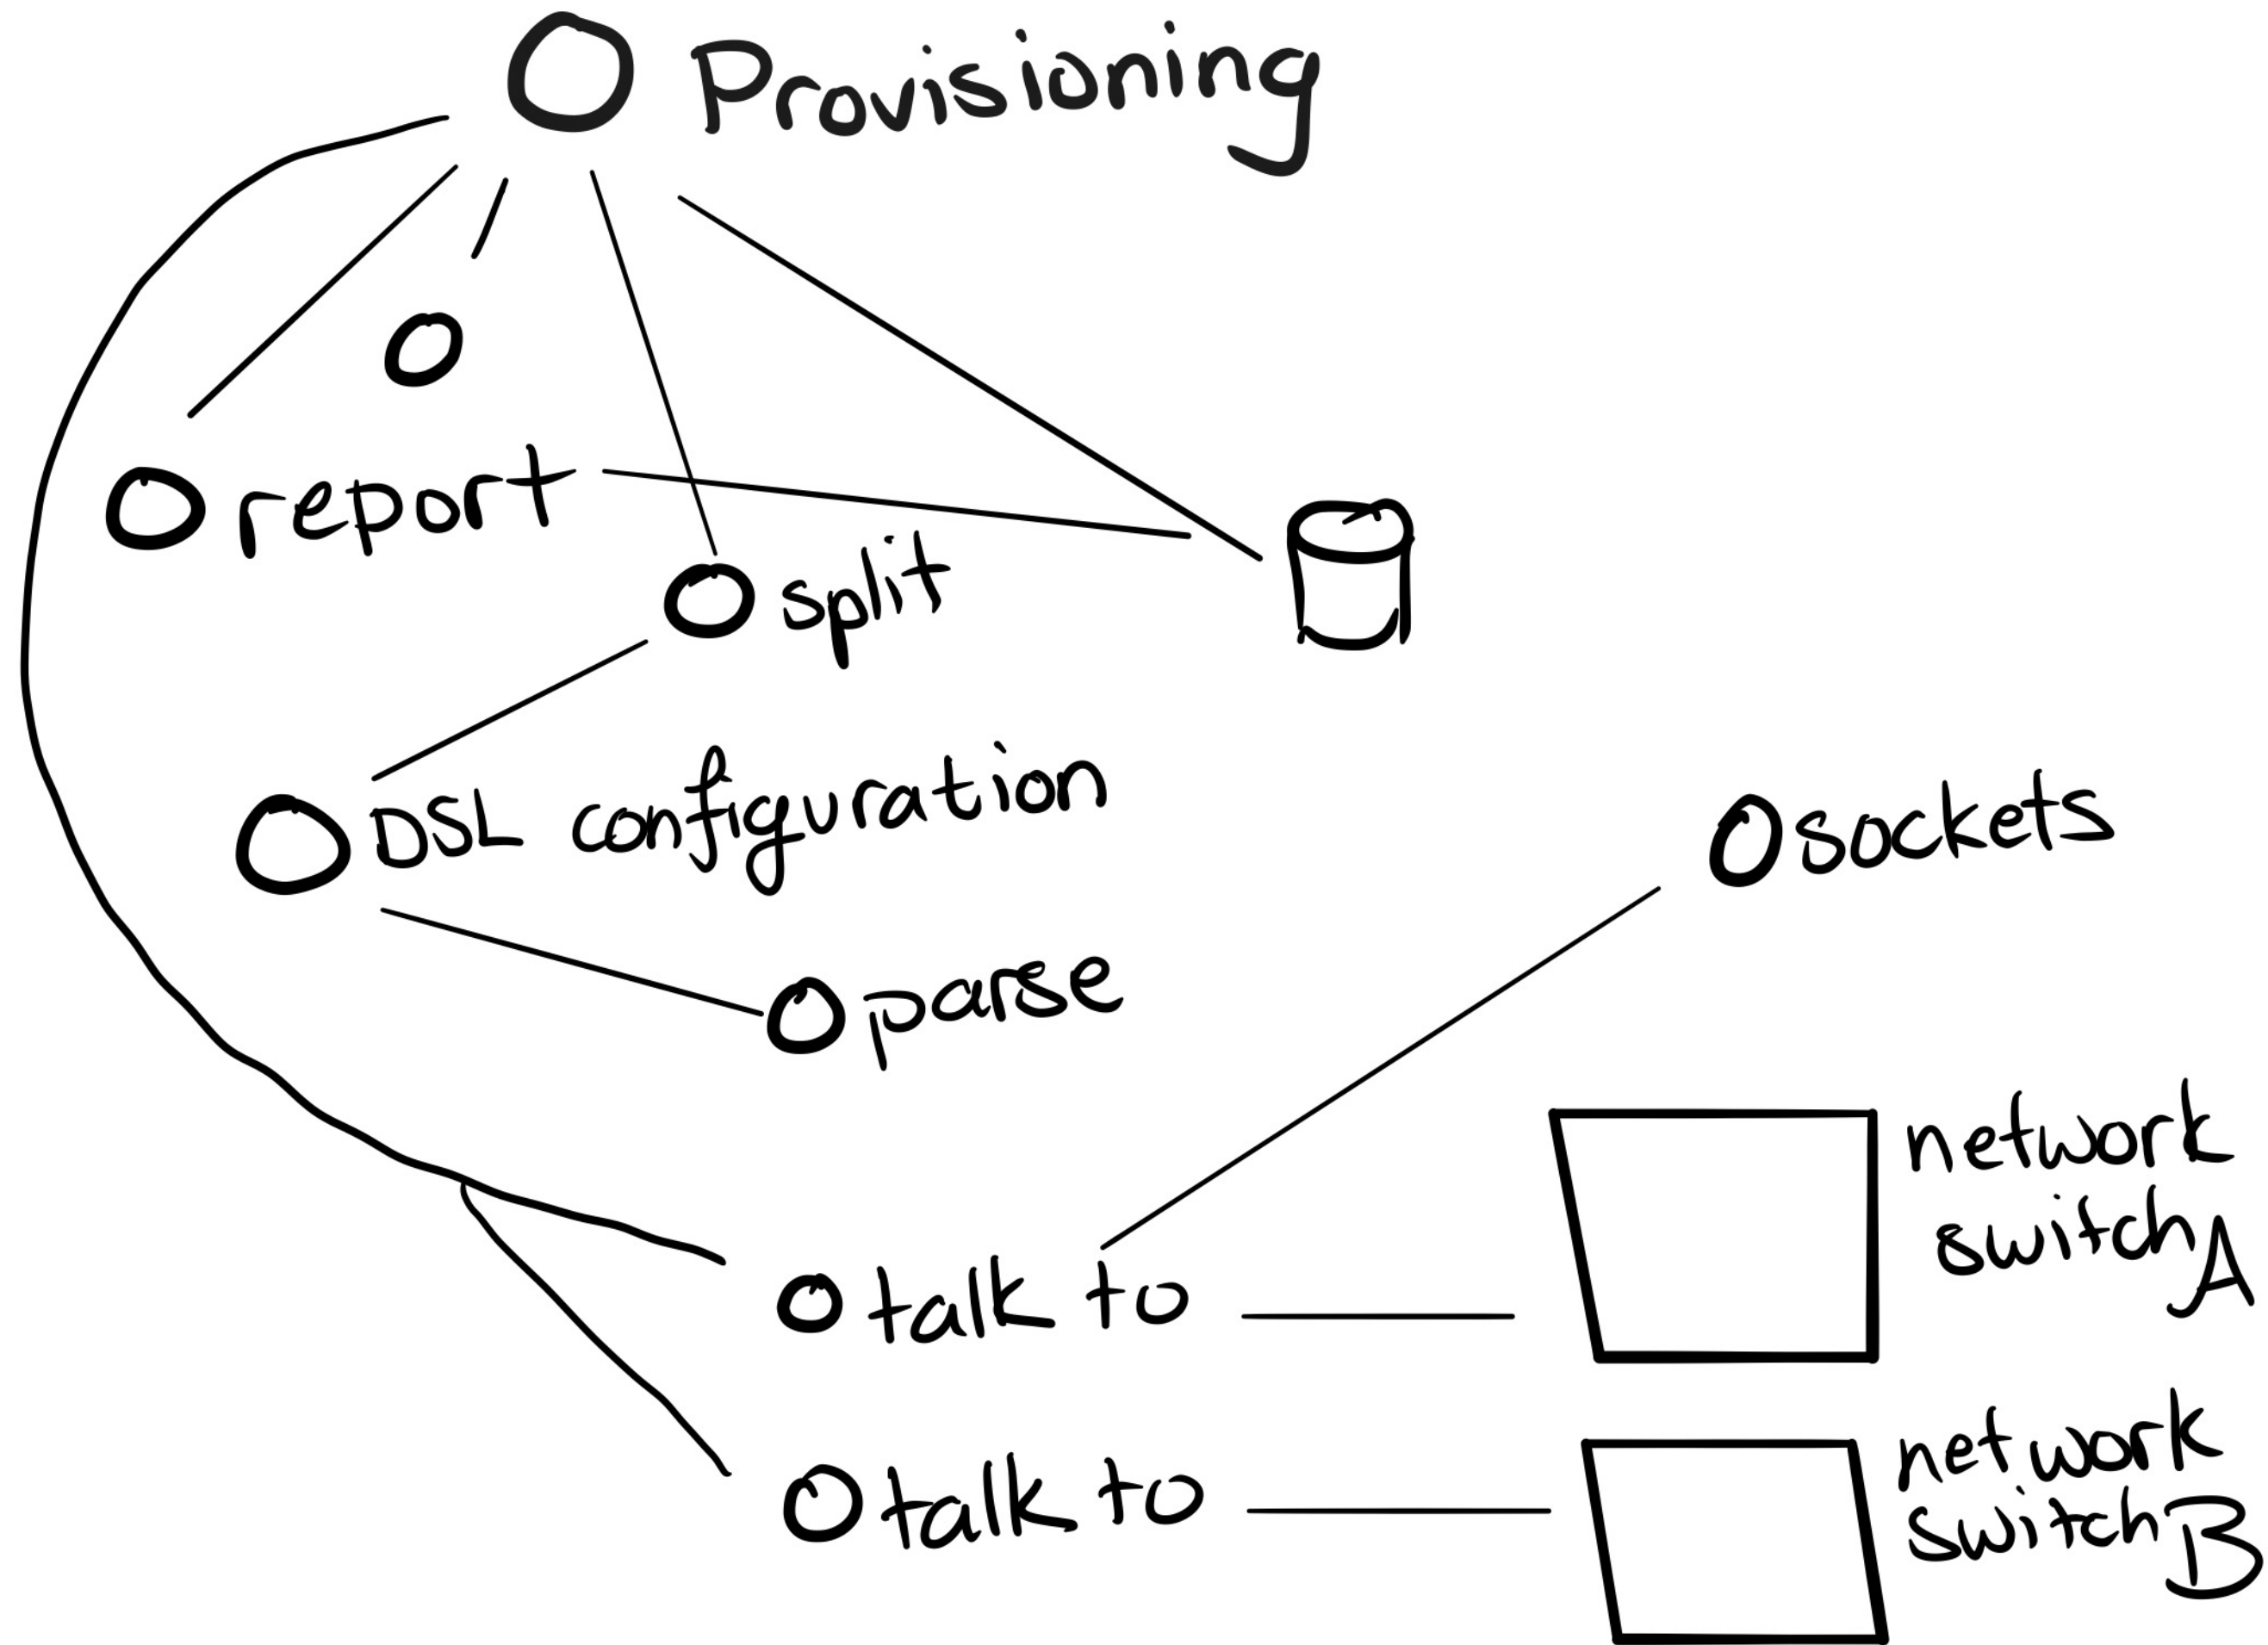 Provisioning
report
split
DSL configuration
sockets
parse
network
switch A
talk to
network
switch B
talk to